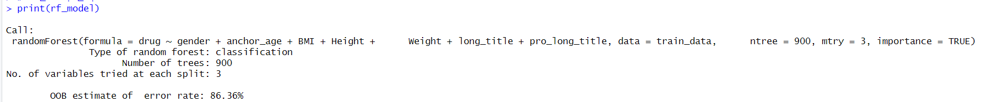 > print(rf_model)
Call:
randomForest(formula = drug ~ gender + anchor_age + BMI + Height +      Weight + long_title + pro_long_title, data = train_data,      ntree = 900, mtry = 3, importance = TRUE)
Type of random forest: classification
Number of trees: 900
No. of variables tried at each split: 3
OOB estimate of  error rate: 86.36%